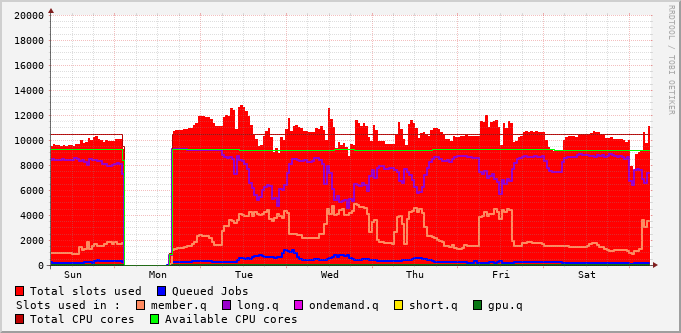 20000
18000
16000
14000
12000
10000
8000
6000
4000
2000
0
Sun Mon Tue Wed Thu Fri Sat
Total slots used Queued Jobs
Slots used in : member.q long.q ondemand.q short.q gpu.q
Total CPU cores Available CPU cores
RRDTOOL / TOBI OETIKER